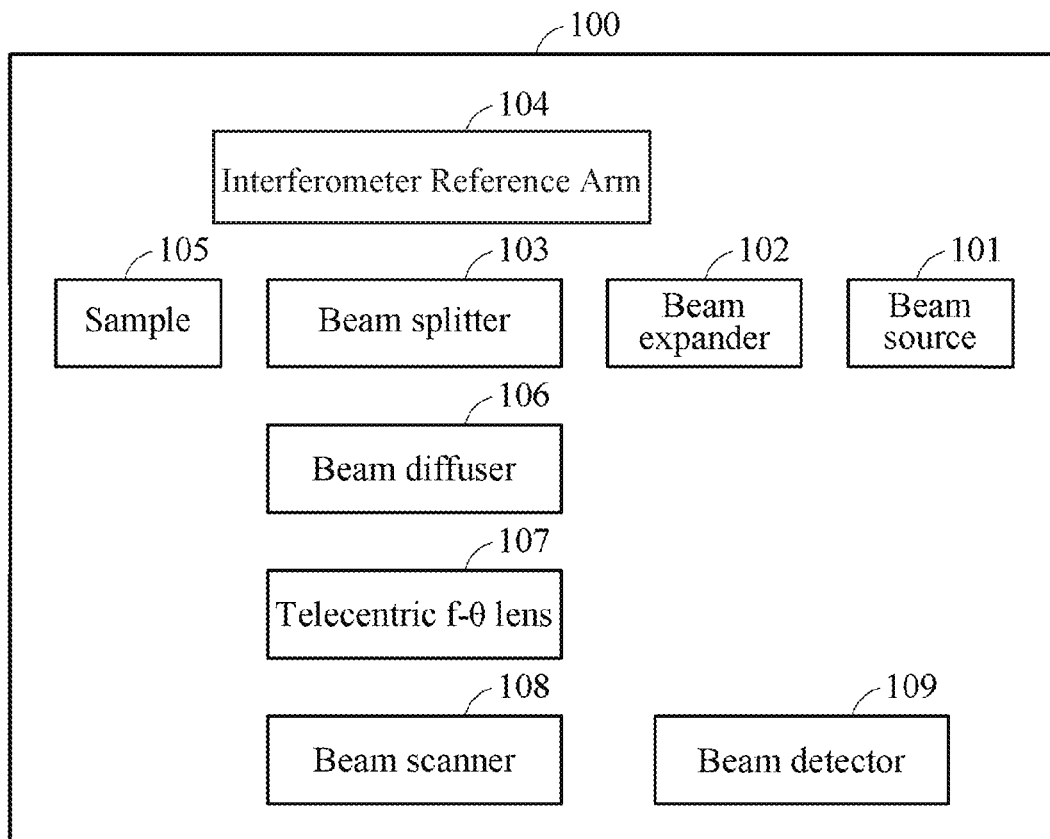 100
104
Interferometer Reference Arm
105
103
102
101
Sample
Beam splitter
Beam
expander
Beam
source
106
Beam diffuser
107
Telecentric f-θ lens
108
109
Beam scanner
Beam detector